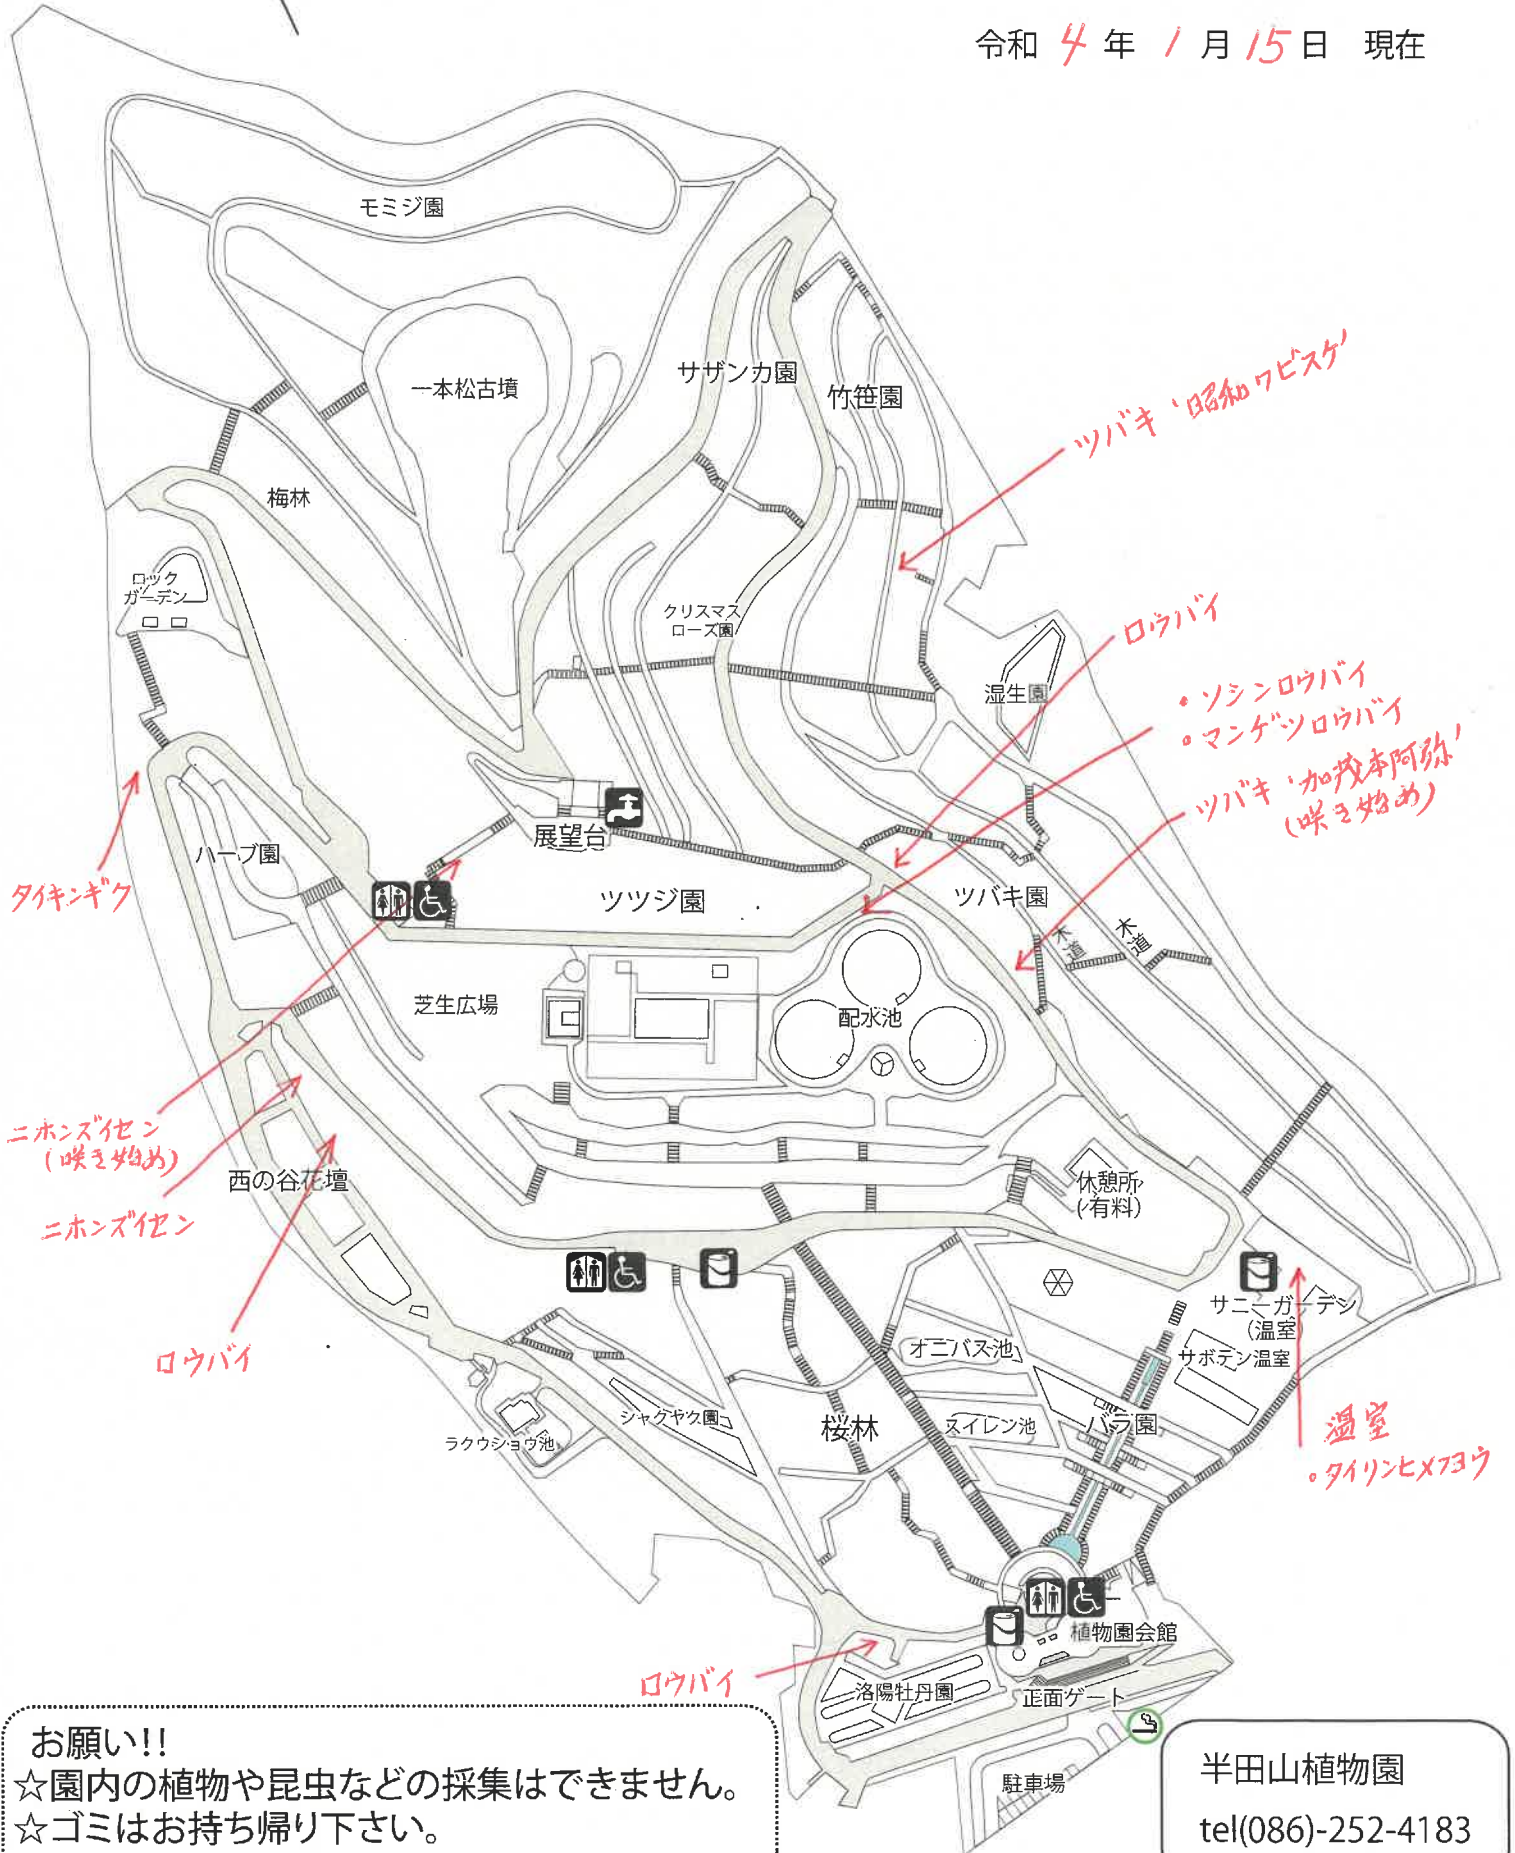 令和 4 年 1 月 15 日 現在
モミジ園
一本松古墳
サザンカ園
竹笹園
ツバキ '昭和ワビスケ'
梅林
ロック
ガーデン
クリスマス
ローズ園
ロウバイ
湿生園
・ソシンロウバイ
・マンゲツロウバイ
ツバキ '加茂本阿弥'
(咲き始め)
展望台
ハーブ園
タイキンギク
ツツジ園
ツバキ園
木道
木道
芝生広場
配水池
ニホンズイセン
(咲き始め)
西の谷花壇
ニホンズイセン
休憩所
(有料)
ロウバイ
サニーガーデン
(温室)
サボテン温室
オニバス池
シャクヤク園
桜林
スイレン池
バラ園
ラクウショウ池
温室
・タイリンヒメフヨウ
植物園会館
ロウバイ
洛陽牡丹園
正面ゲート
駐車場
お願い!!
☆園内の植物や昆虫などの採集はできません。
☆ゴミはお持ち帰り下さい。
半田山植物園
tel(086)-252-4183